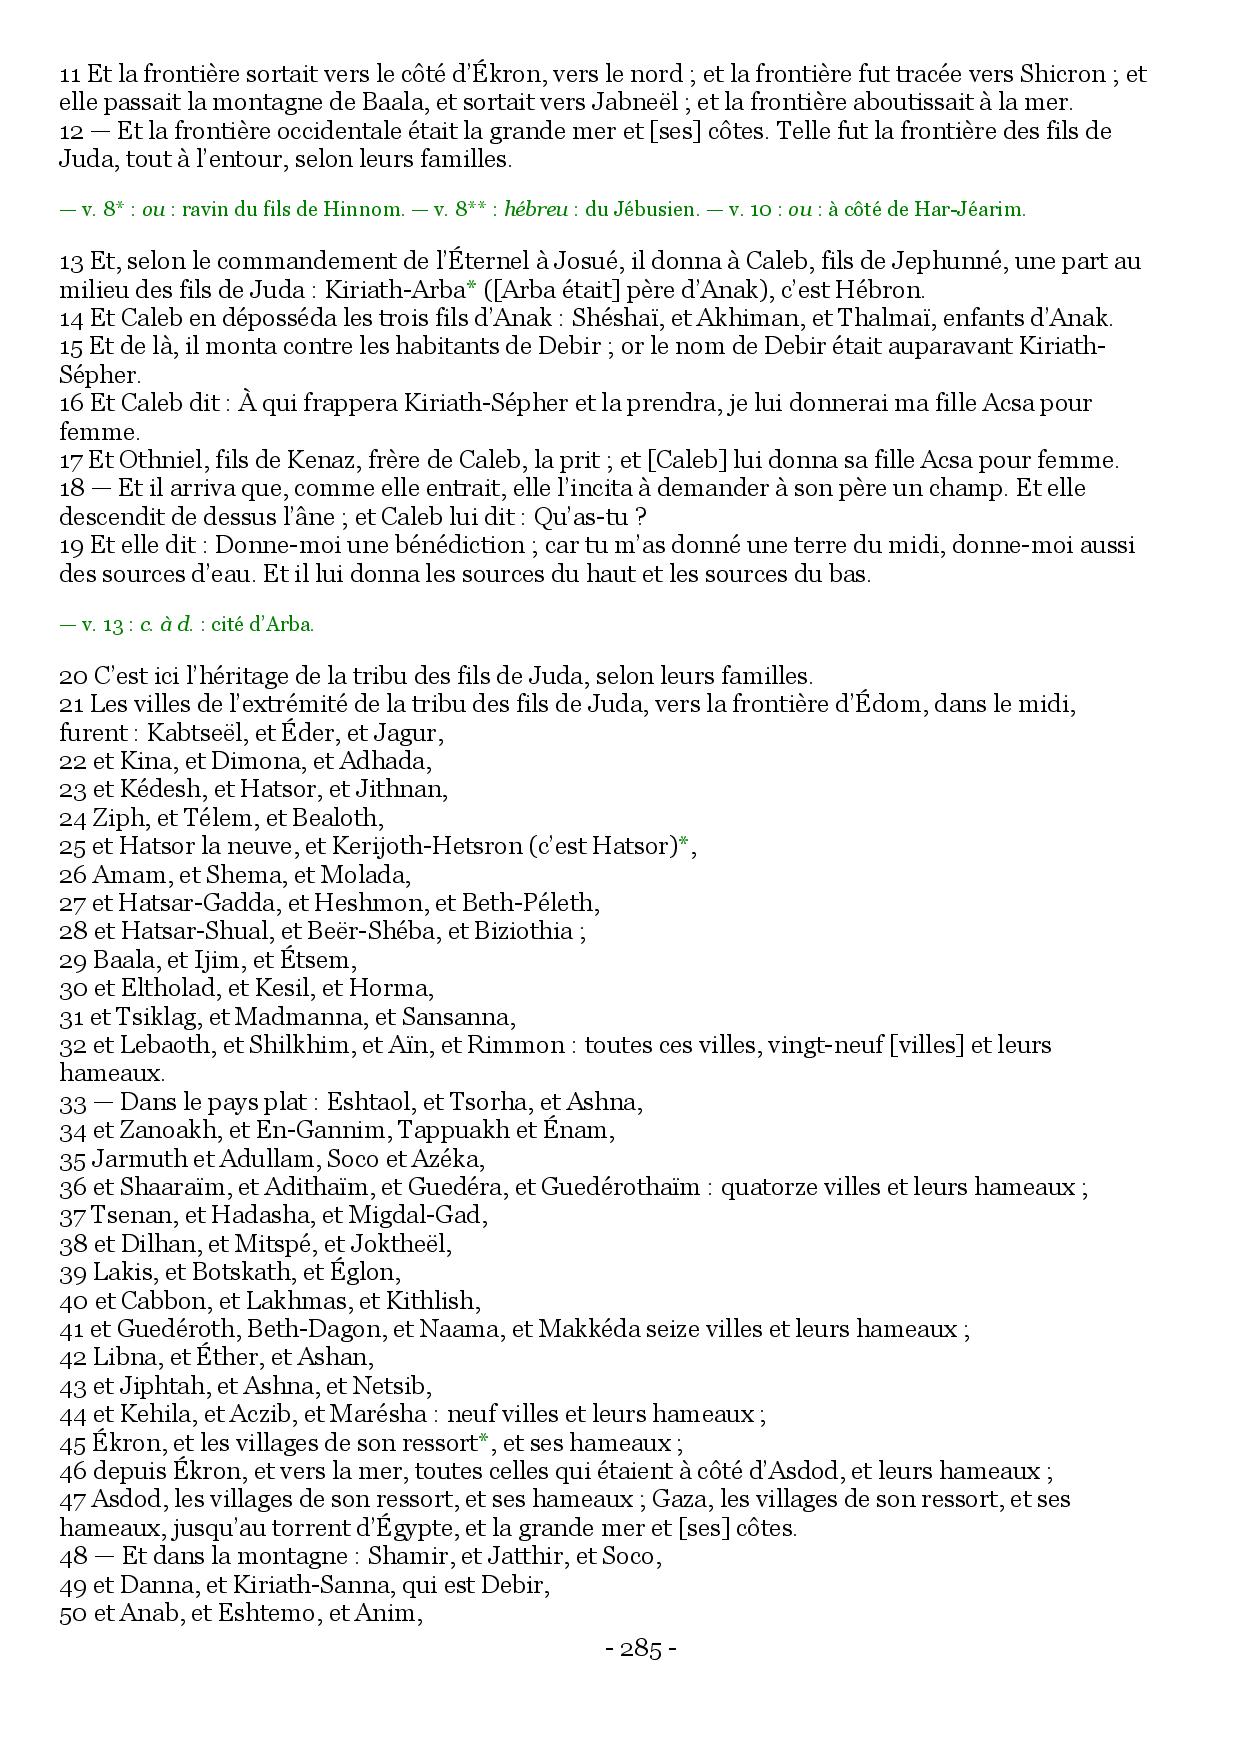 11 Et la frontière sortait vers le côté d’Ékron, vers le nord ; et la frontière fut tracée vers Shicron ; et
elle passait la montagne de Baala, et sortait vers Jabneël ; et la frontière aboutissait à la mer.
12 — Et la frontière occidentale était la grande mer et [ses] côtes. Telle fut la frontière des fils de
Juda, tout à l’entour, selon leurs familles.
— v. 8* : ou : ravin du fils de Hinnom. — v. 8** : hébreu : du Jébusien. — v. 10 : ou : à côté de Har-Jéarim.
13 Et, selon le commandement de l’Éternel à Josué, il donna à Caleb, fils de Jephunné, une part au
milieu des fils de Juda : Kiriath-Arba* ([Arba était] père d’Anak), c’est Hébron.
14 Et Caleb en déposséda les trois fils d’Anak : Shéshaï, et Akhiman, et Thalmaï, enfants d’Anak.
15 Et de là, il monta contre les habitants de Debir ; or le nom de Debir était auparavant Kiriath-
Sépher.
16 Et Caleb dit : À qui frappera Kiriath-Sépher et la prendra, je lui donnerai ma fille Acsa pour
femme.
17 Et Othniel, fils de Kenaz, frère de Caleb, la prit ; et [Caleb] lui donna sa fille Acsa pour femme.
18 — Et il arriva que, comme elle entrait, elle l’incita à demander à son père un champ. Et elle
descendit de dessus l’âne ; et Caleb lui dit : Qu’as-tu ?
19 Et elle dit : Donne-moi une bénédiction ; car tu m’as donné une terre du midi, donne-moi aussi
des sources d’eau. Et il lui donna les sources du haut et les sources du bas.
— v. 13 : c. à d. : cité d’Arba.
20 C’est ici l’héritage de la tribu des fils de Juda, selon leurs familles.
21 Les villes de l’extrémité de la tribu des fils de Juda, vers la frontière d’Édom, dans le midi,
furent : Kabtseël, et Éder, et Jagur,
22 et Kina, et Dimona, et Adhada,
23 et Kédesh, et Hatsor, et Jithnan,
24 Ziph, et Télem, et Bealoth,
25 et Hatsor la neuve, et Kerijoth-Hetsron (c’est Hatsor)*,
26 Amam, et Shema, et Molada,
27 et Hatsar-Gadda, et Heshmon, et Beth-Péleth,
28 et Hatsar-Shual, et Beër-Shéba, et Biziothia ;
29 Baala, et Ijim, et Étsem,
30 et Eltholad, et Kesil, et Horma,
31 et Tsiklag, et Madmanna, et Sansanna,
32 et Lebaoth, et Shilkhim, et Aïn, et Rimmon : toutes ces villes, vingt-neuf [villes] et leurs
hameaux.
33 — Dans le pays plat : Eshtaol, et Tsorha, et Ashna,
34 et Zanoakh, et En-Gannim, Tappuakh et Énam,
35 Jarmuth et Adullam, Soco et Azéka,
36 et Shaaraïm, et Adithaïm, et Guedéra, et Guedérothaïm : quatorze villes et leurs hameaux ;
37 Tsenan, et Hadasha, et Migdal-Gad,
38 et Dilhan, et Mitspé, et Joktheël,
39 Lakis, et Botskath, et Églon,
40 et Cabbon, et Lakhmas, et Kithlish,
41 et Guedéroth, Beth-Dagon, et Naama, et Makkéda seize villes et leurs hameaux ;
42 Libna, et Éther, et Ashan,
43 et Jiphtah, et Ashna, et Netsib,
44 et Kehila, et Aczib, et Marésha : neuf villes et leurs hameaux ;
45 Ékron, et les villages de son ressort*, et ses hameaux ;
46 depuis Ékron, et vers la mer, toutes celles qui étaient à côté d’Asdod, et leurs hameaux ;
47 Asdod, les villages de son ressort, et ses hameaux ; Gaza, les villages de son ressort, et ses
hameaux, jusqu’au torrent d’Égypte, et la grande mer et [ses] côtes.
48 — Et dans la montagne : Shamir, et Jatthir, et Soco,
49 et Danna, et Kiriath-Sanna, qui est Debir,
50 et Anab, et Eshtemo, et Anim,
- 285 -